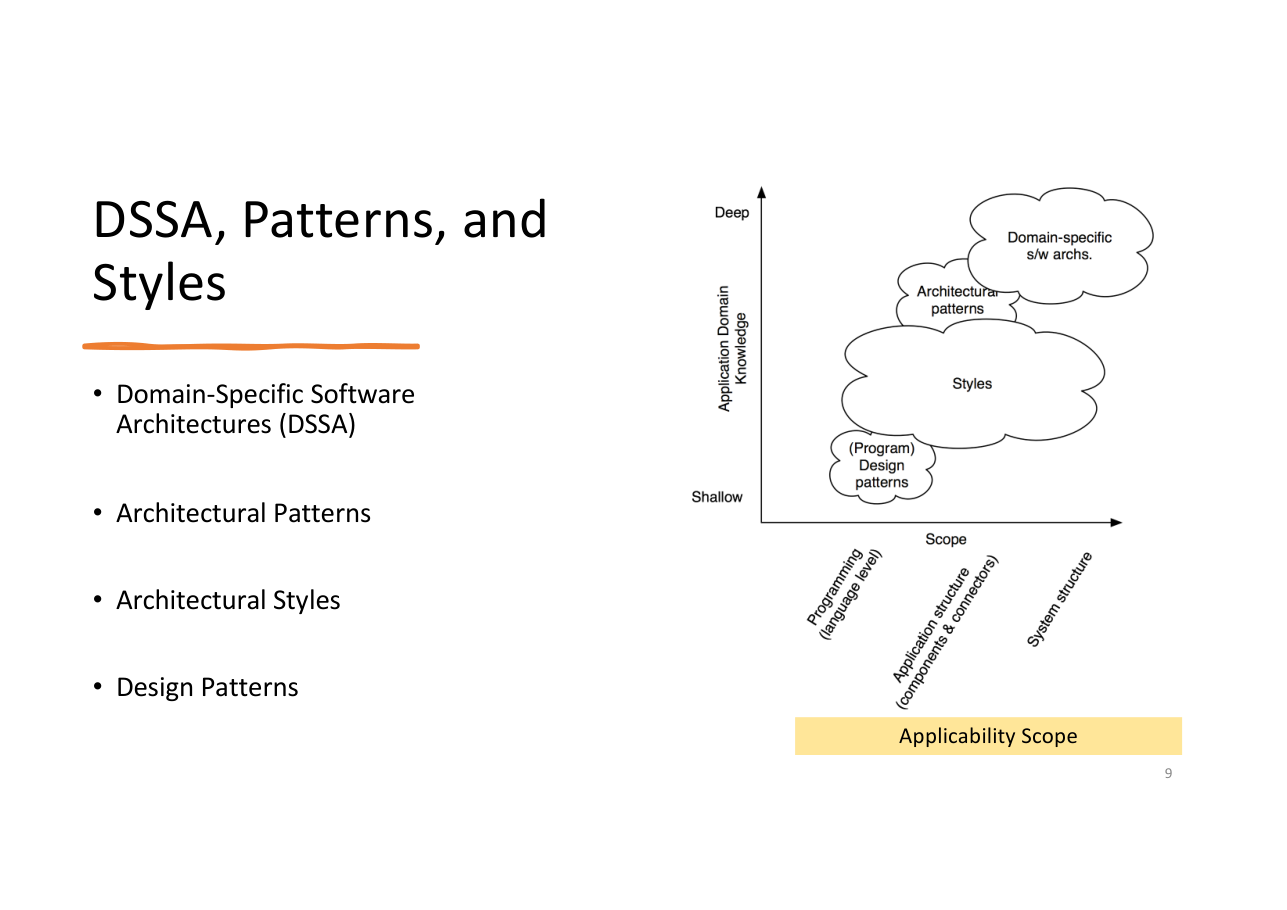 DSSA, Patterns, and
Styles
• Domain-Specific Software
Architectures (DSSA)
• Architectural Patterns
• Architectural Styles
• Design Patterns
Deep
Application Domain
Knowledge
Shallow
Domain-specific
s/w archs.
Architectural
patterns
Styles
(Program)
Design
patterns
Scope
Programming
(language level)
Application structure
(components & connectors)
System structure
Applicability Scope
9